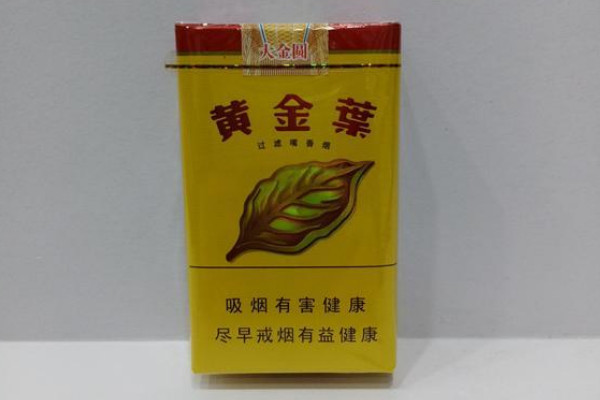 大金圆
黄金葉
过滤嘴香烟
吸烟有害健康
尽早戒烟有益健康